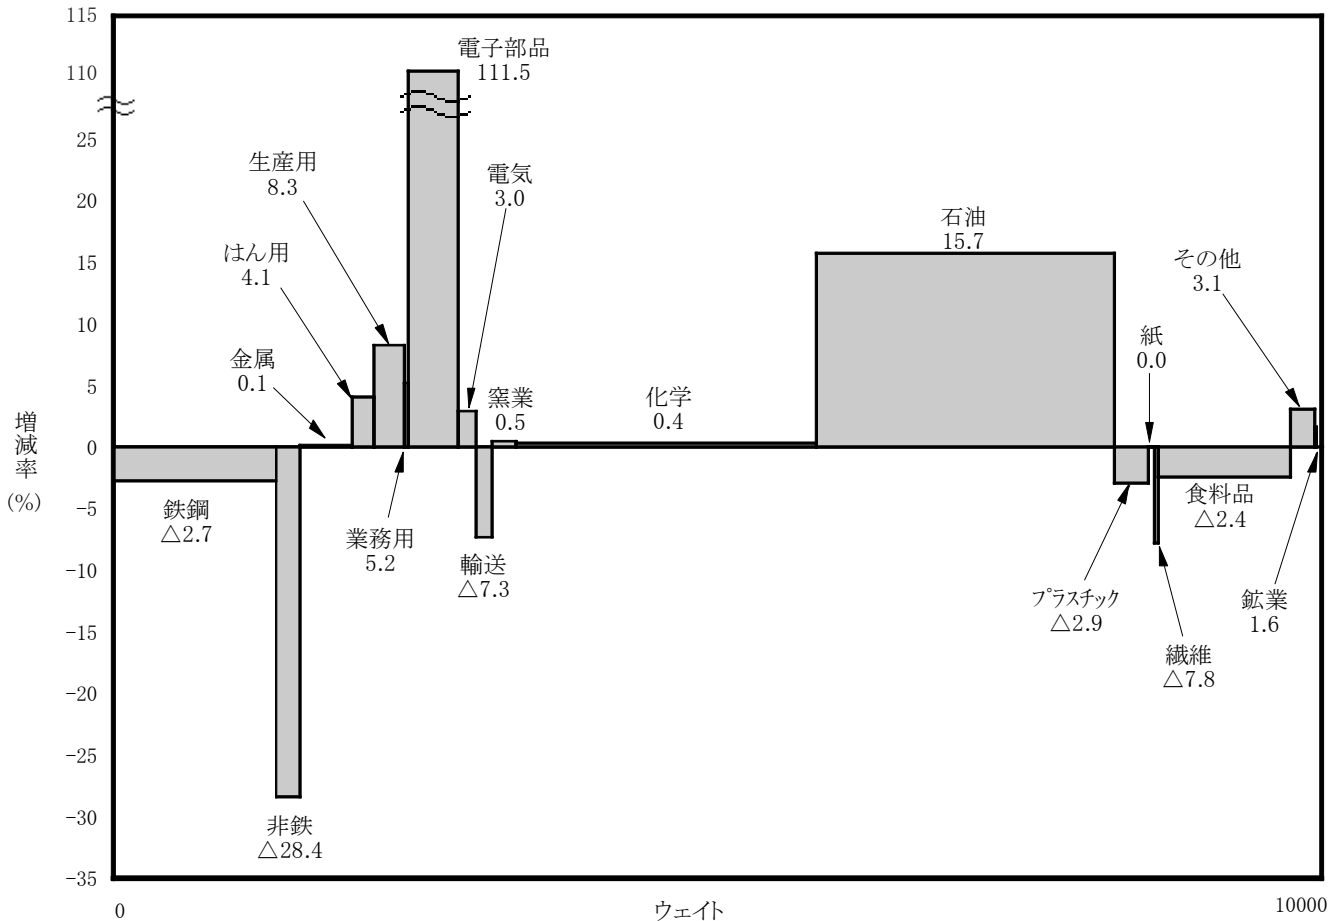 115
110
25
20
15
10
5
0
-5
-10
-15
-20
-25
-30
-35
増減率
(%)
鉄鋼
△2.7
非鉄
△28.4
金属
0.1
はん用
4.1
生産用
8.3
業務用
5.2
電子部品
111.5
電気
3.0
輸送
△7.3
窯業
0.5
化学
0.4
石油
15.7
プラスチック
△2.9
紙
0.0
繊維
△7.8
食料品
△2.4
その他
3.1
鉱業
1.6
0
ウェイト
10000